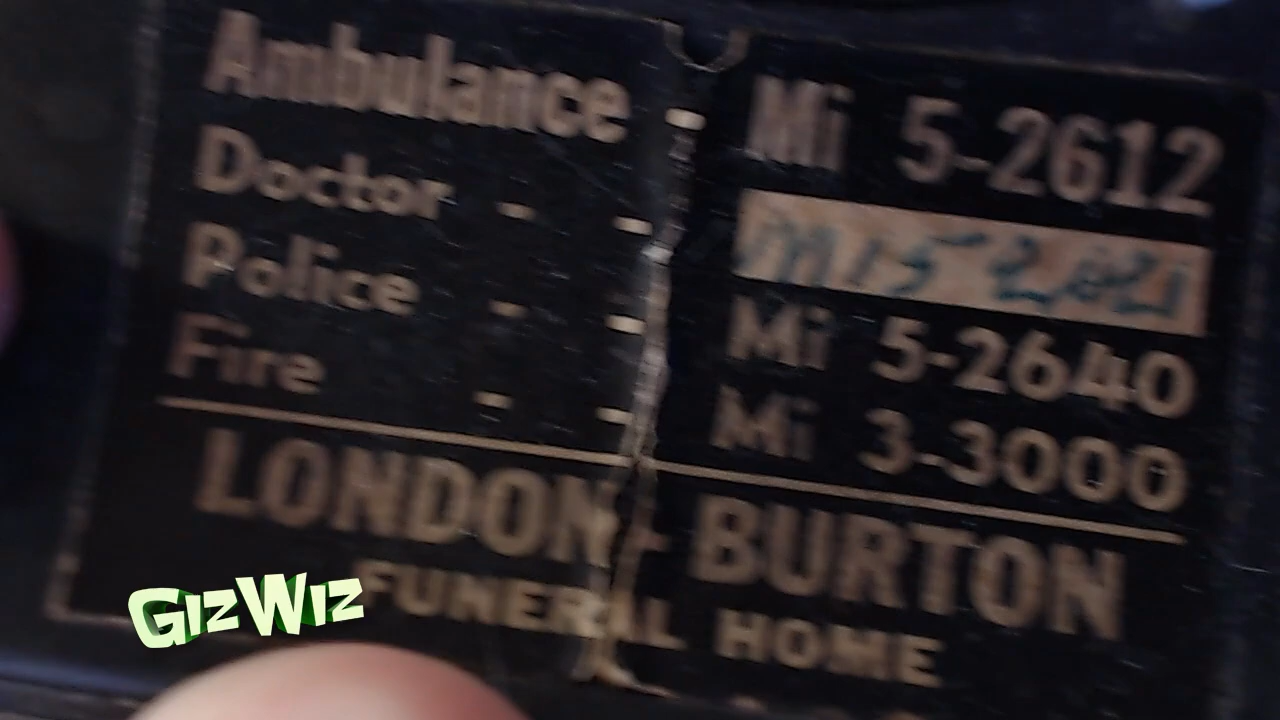 Ambulance - Mi 5-2612
Doctor - -
Police - - Mi 5-2640
Fire - - Mi 3-3000
LONDON - BURTON
FUNERAL HOME
GIZWIZ